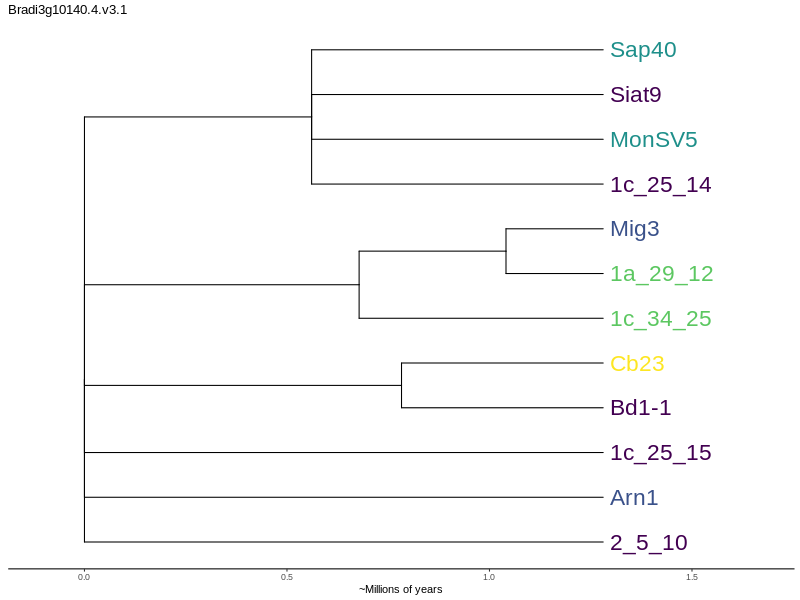 Bradi3g10140.4.v3.1
Sap40
Siat9
MonSV5
1c_25_14
Mig3
1a_29_12
1c_34_25
Cb23
Bd1-1
1c_25_15
Arn1
2_5_10
0.0 0.5 1.0 1.5
~Millions of years